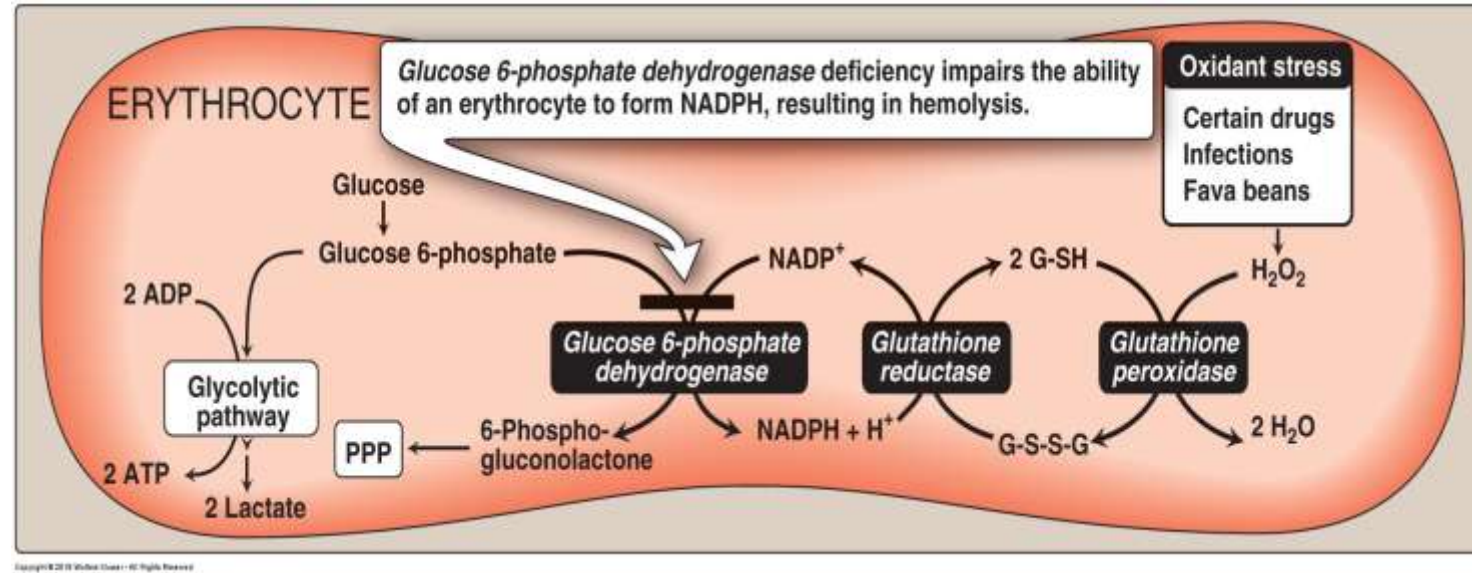 Glucose 6-phosphate dehydrogenase deficiency impairs the ability
of an erythrocyte to form NADPH, resulting in hemolysis.
Oxidant stress
Certain drugs
Infections
Fava beans
ERYTHROCYTE
Glucose
Glucose 6-phosphate
NADP⁺
2 G-SH
H₂O₂
2 ADP
Glucose 6-phosphate
dehydrogenase
Glutathione
reductase
Glutathione
peroxidase
Glycolytic
pathway
PPP
6-Phospho-
gluconolactone
NADPH + H⁺
G-S-S-G
2 H₂O
2 ATP
2 Lactate